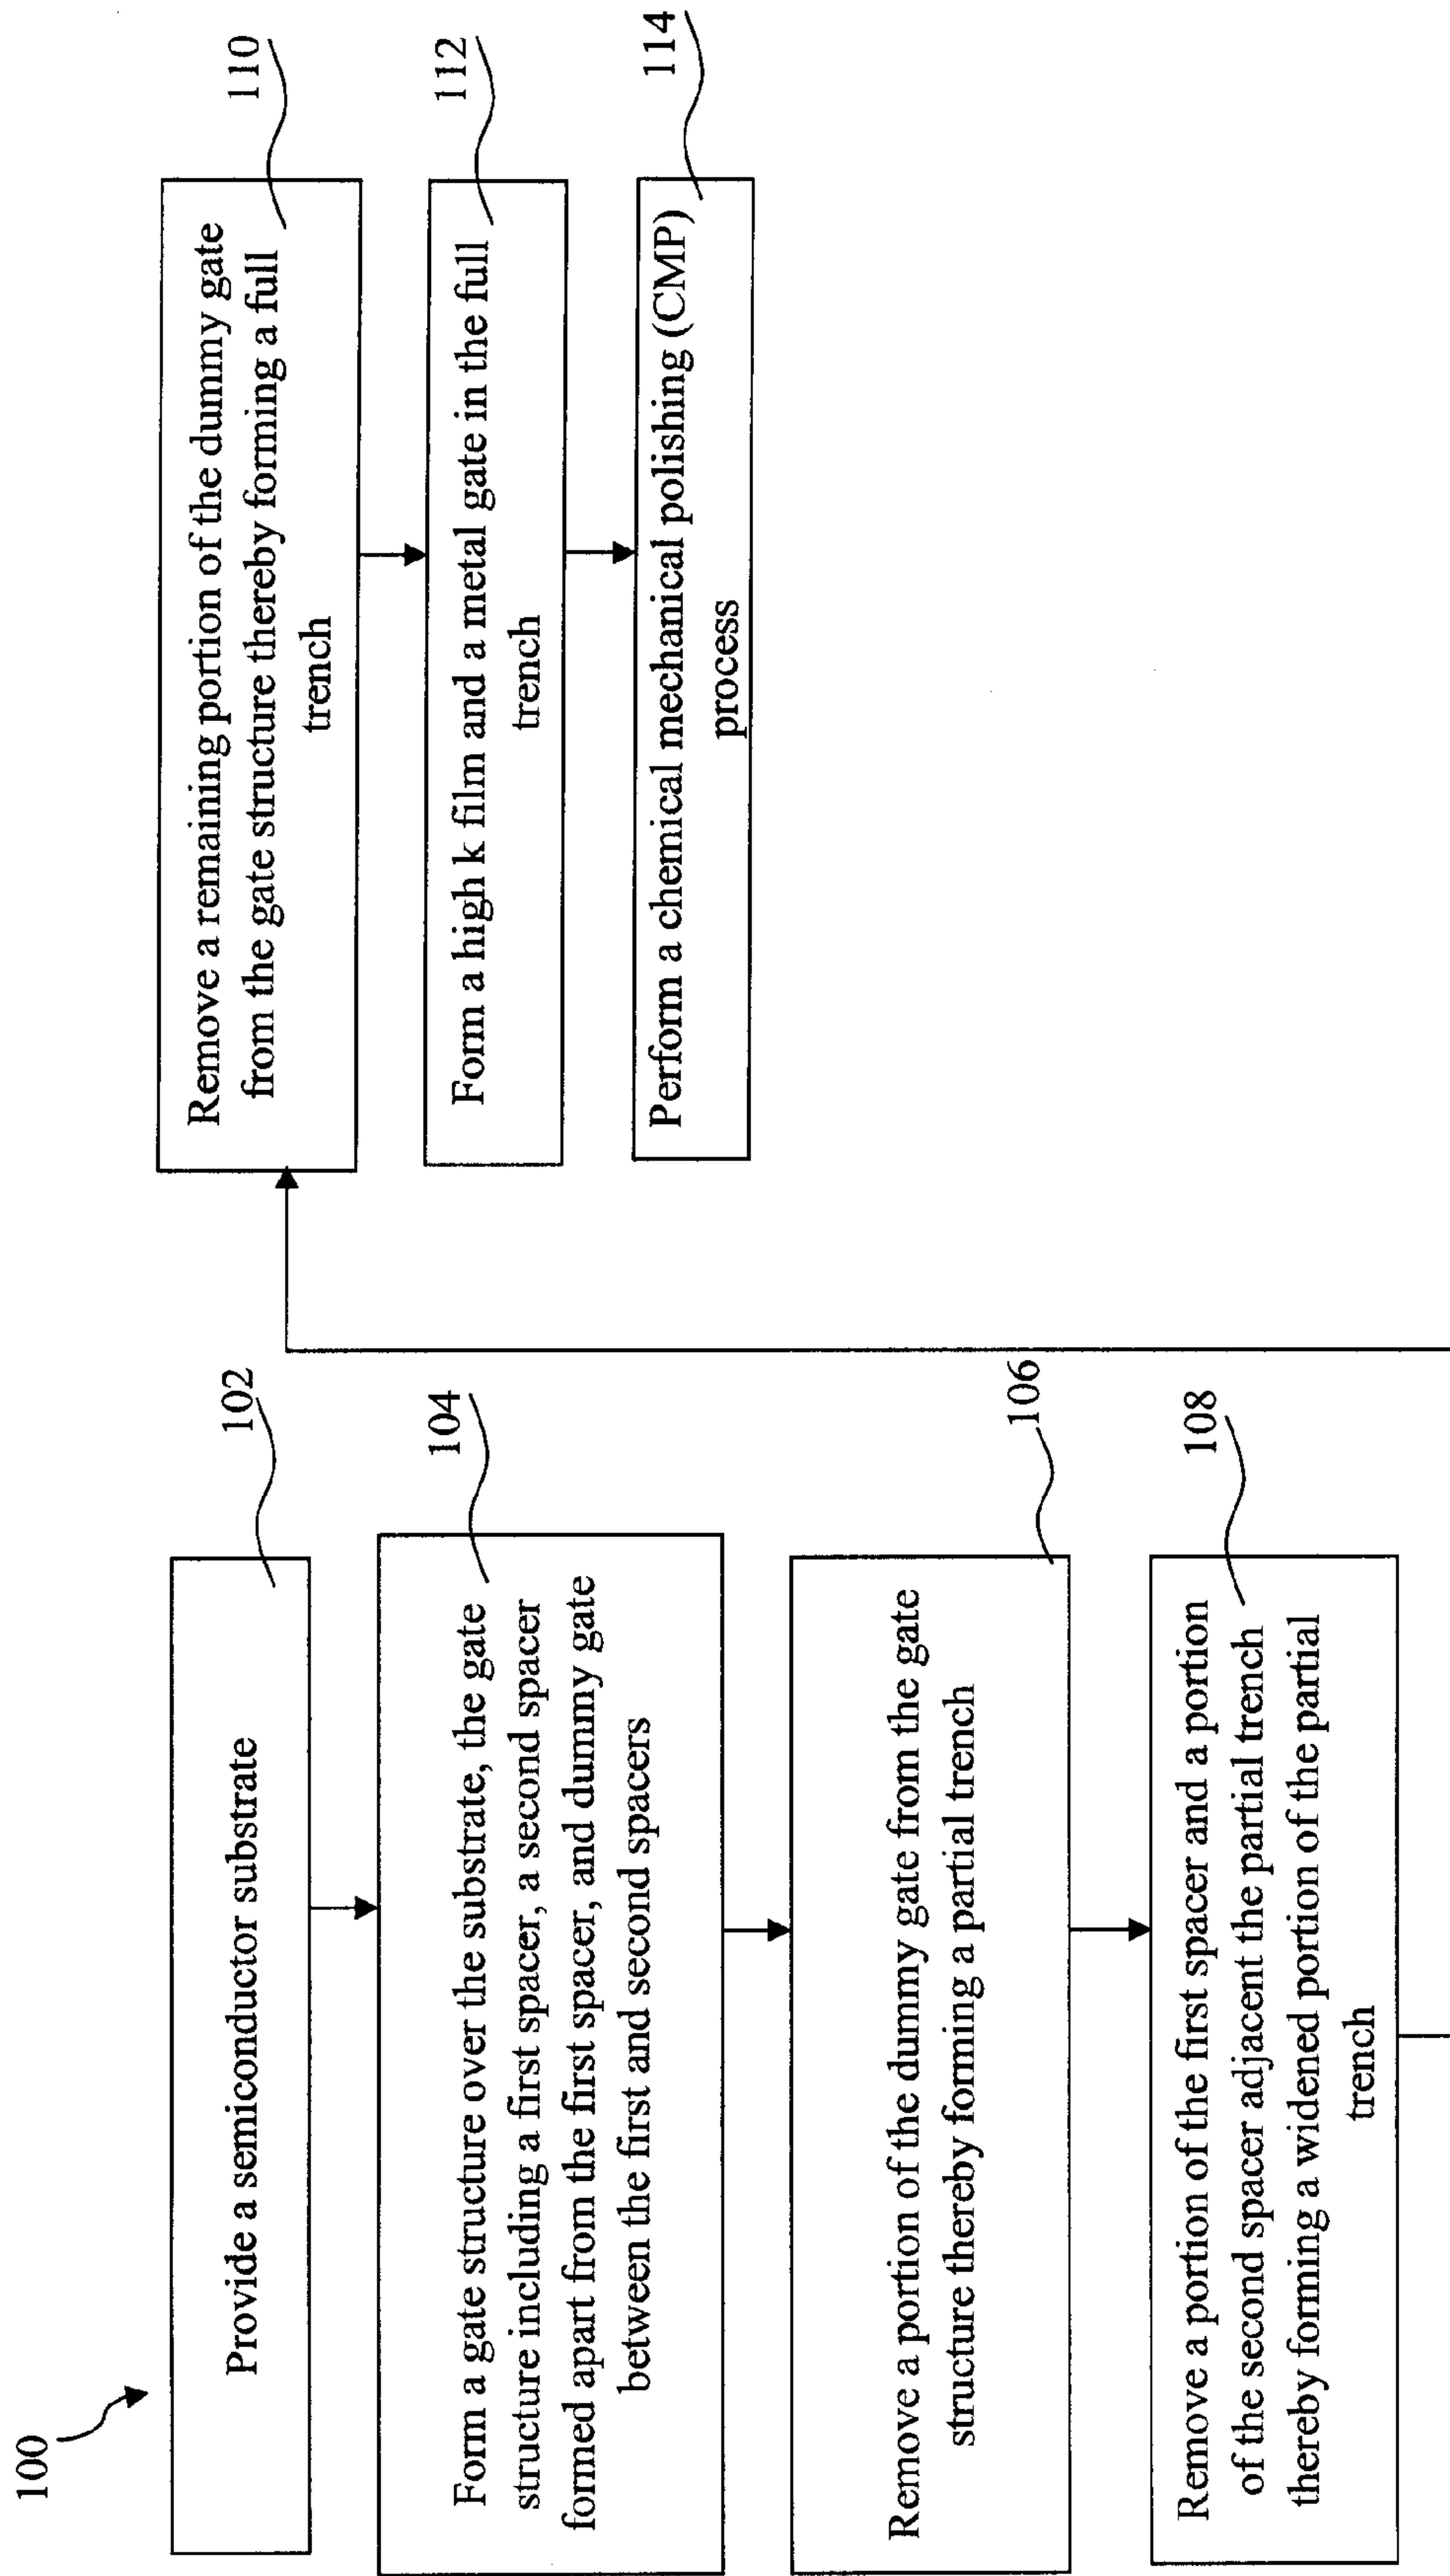 100
Provide a semiconductor substrate
102
Form a gate structure over the substrate, the gate
structure including a first spacer, a second spacer
formed apart from the first spacer, and dummy gate
between the first and second spacers
104
Remove a portion of the dummy gate from the gate
structure thereby forming a partial trench
106
Remove a portion of the first spacer and a portion
of the second spacer adjacent the partial trench
thereby forming a widened portion of the partial
trench
108
Remove a remaining portion of the dummy gate
from the gate structure thereby forming a full
trench
110
Form a high k film and a metal gate in the full
trench
112
Perform a chemical mechanical polishing (CMP)
process
114